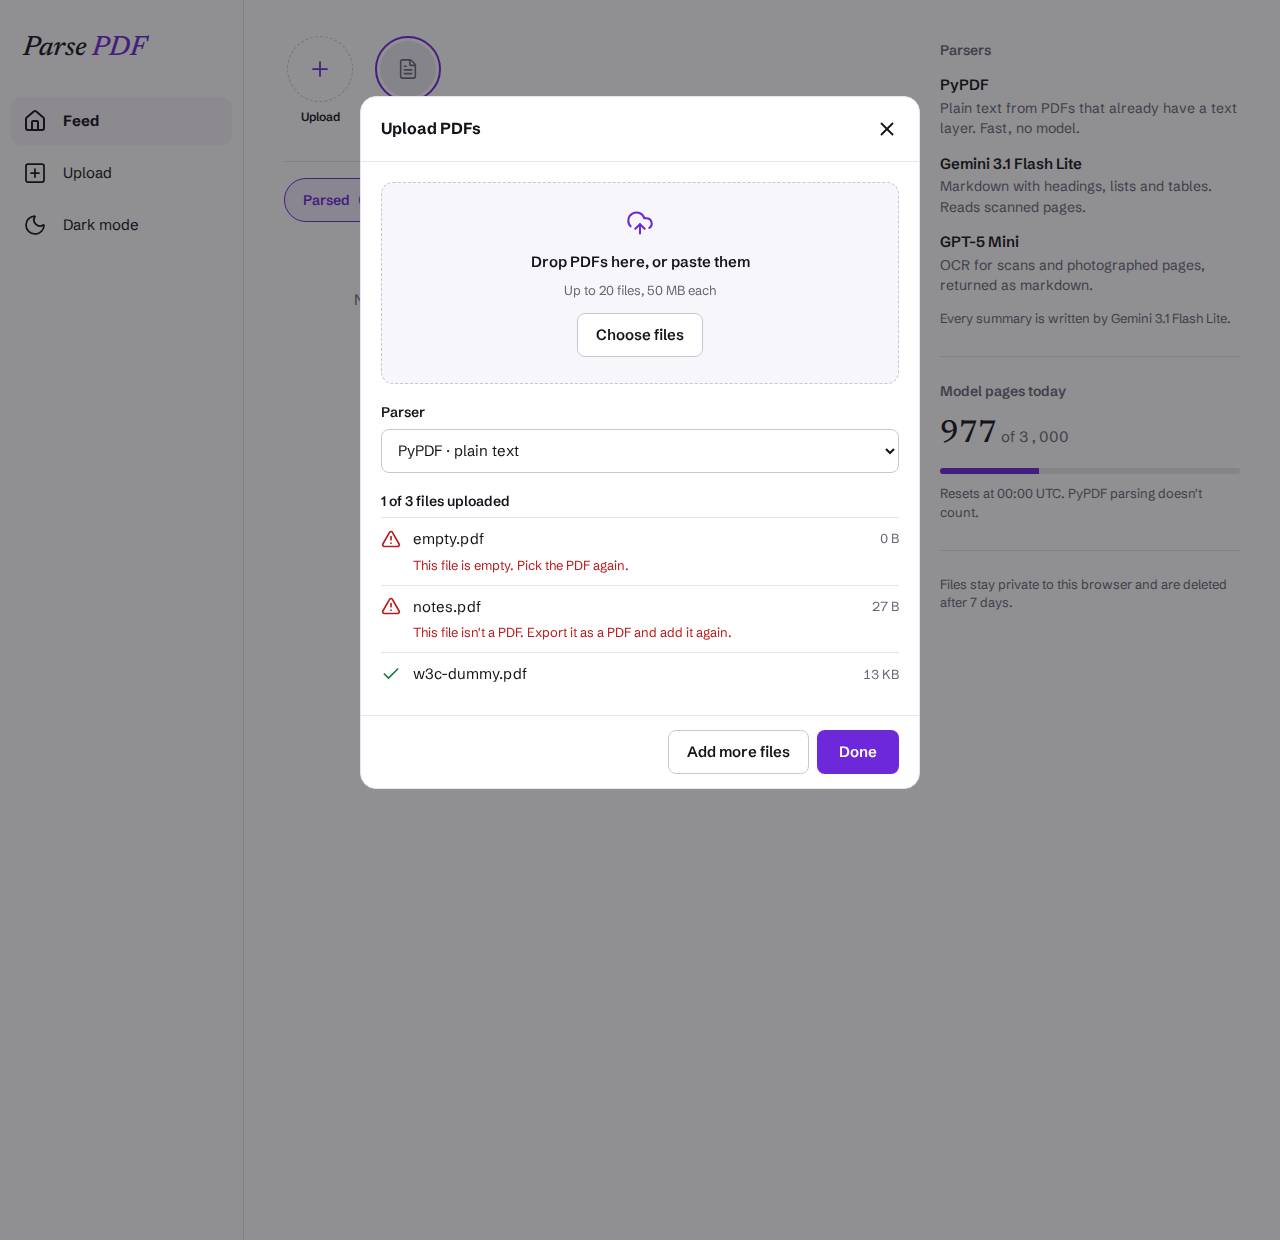 Parse PDF
Feed
Upload
Dark mode
Upload
Parsed
Upload PDFs
Drop PDFs here, or paste them
Up to 20 files, 50 MB each
Choose files
Parser
PyPDF · plain text
1 of 3 files uploaded
empty.pdf 0 B
This file is empty. Pick the PDF again.
notes.pdf 27 B
This file isn't a PDF. Export it as a PDF and add it again.
w3c-dummy.pdf 13 KB
Add more files Done
Parsers
PyPDF
Plain text from PDFs that already have a text
layer. Fast, no model.
Gemini 3.1 Flash Lite
Markdown with headings, lists and tables.
Reads scanned pages.
GPT-5 Mini
OCR for scans and photographed pages,
returned as markdown.
Every summary is written by Gemini 3.1 Flash Lite.
Model pages today
977 of 3,000
Resets at 00:00 UTC. PyPDF parsing doesn't
count.
Files stay private to this browser and are deleted
after 7 days.